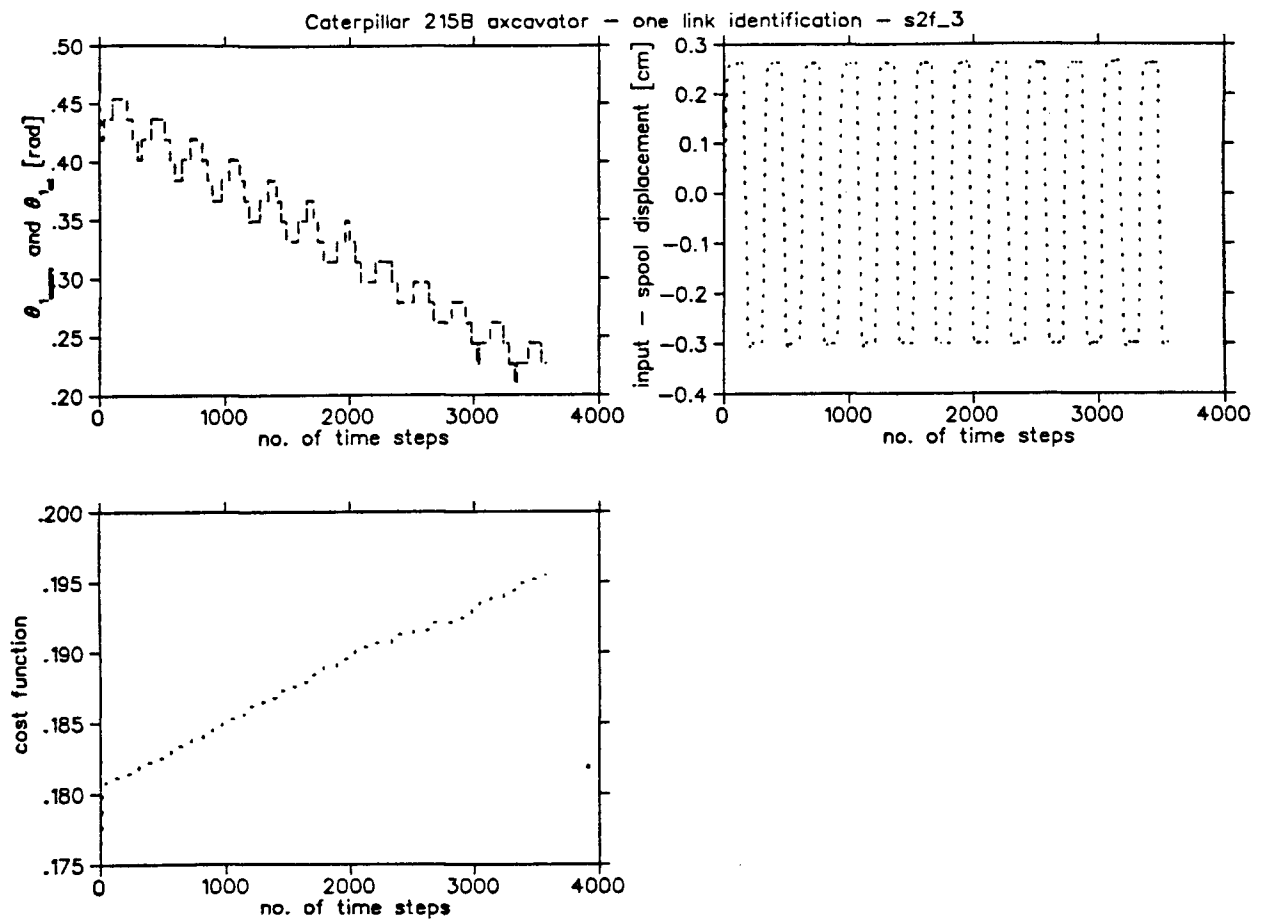 Caterpillar 215B axcavator – one link identification – s2f_3
.50
.45
.40
.35
.30
.25
.20
0 1000 2000 3000 4000
no. of time steps
θ1 and θ1 [rad]
0.3
0.2
0.1
0.0
−0.1
−0.2
−0.3
−0.4
0 1000 2000 3000 4000
no. of time steps
input – spool displacement [cm]
.200
.195
.190
.185
.180
.175
0 1000 2000 3000 4000
no. of time steps
cost function